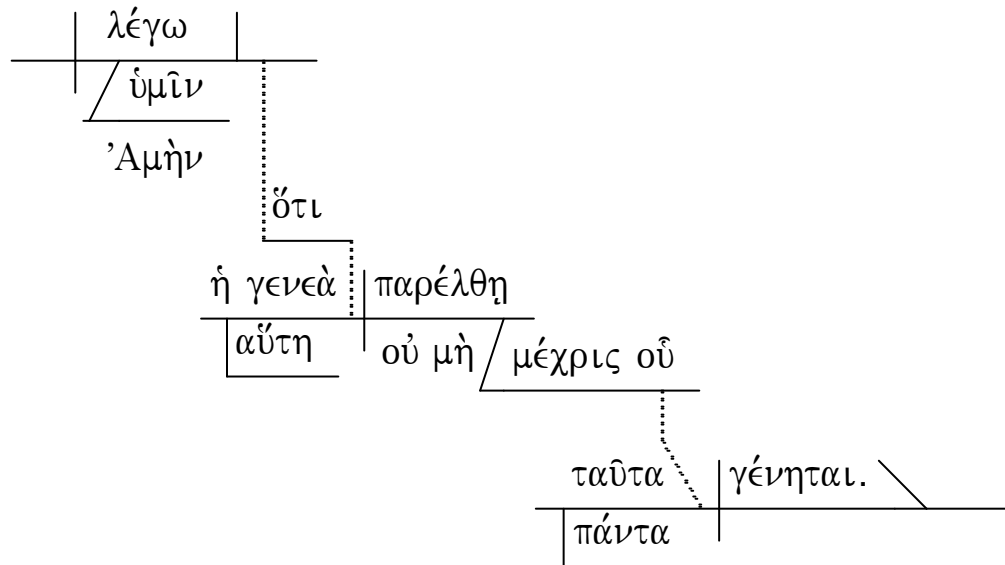 λέγω
ὑμῖν
Ἀμὴν
ὅτι
ἡ γενεὰ παρέλθῃ
αὕτη οὐ μὴ μέχρις οὗ
ταῦτα γένηται.
πάντα